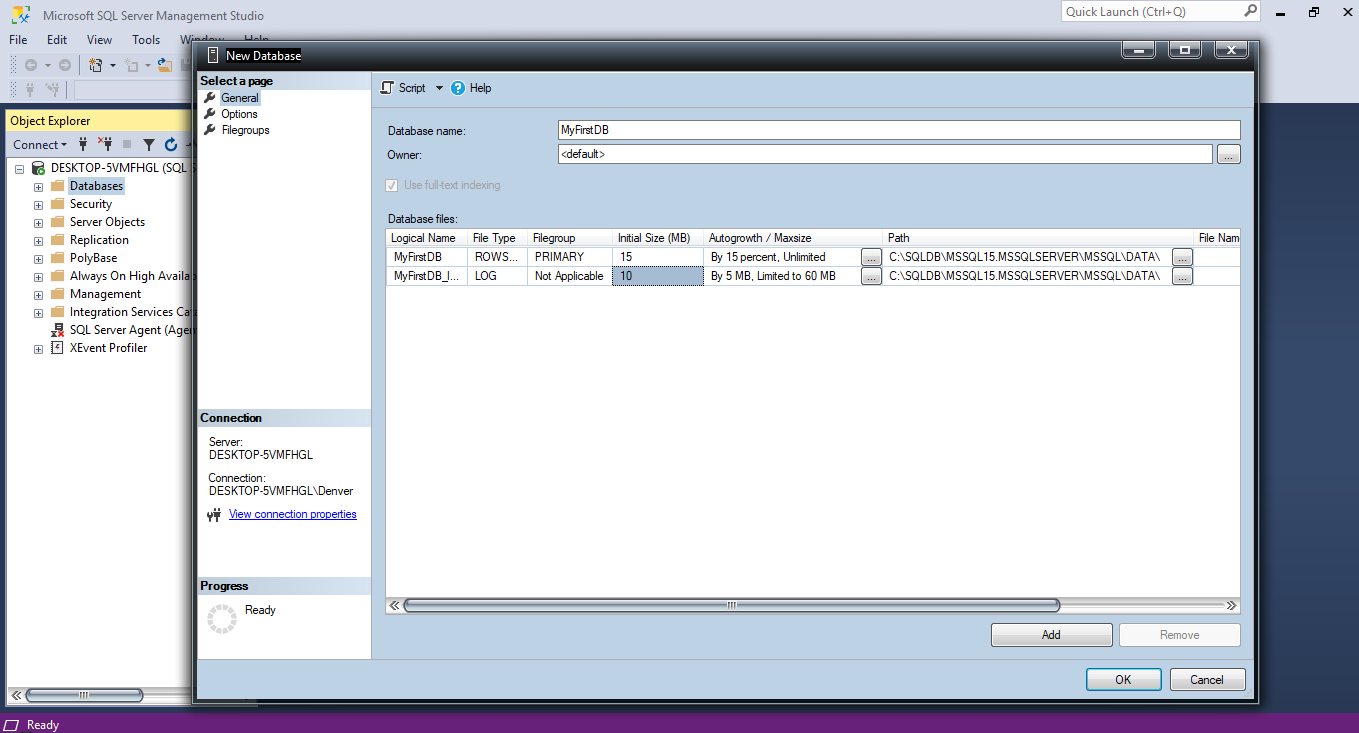 Microsoft SQL Server Management Studio
Quick Launch (Ctrl+Q)
File Edit View Tools Window Help
New Database
Object Explorer
Connect
DESKTOP-5VMFHGL (SQL
Databases
Security
Server Objects
Replication
PolyBase
Always On High Availa
Management
Integration Services Cata
SQL Server Agent (Agen
XEvent Profiler
Select a page
General
Options
Filegroups
Connection
Server:
DESKTOP-5VMFHGL
Connection:
DESKTOP-5VMFHGL\Denver
View connection properties
Progress
Ready
Script Help
Database name: MyFirstDB
Owner: <default> ...
Use full-text indexing
Database files:
Logical Name File Type Filegroup Initial Size (MB) Autogrowth / Maxsize Path File Nam
MyFirstDB ROWS... PRIMARY 15 By 15 percent, Unlimited ... C:\SQLDB\MSSQL15.MSSQLSERVER\MSSQL\DATA\ ...
MyFirstDB_l... LOG Not Applicable 10 By 5 MB, Limited to 60 MB ... C:\SQLDB\MSSQL15.MSSQLSERVER\MSSQL\DATA\ ...
Add Remove
OK Cancel
Ready